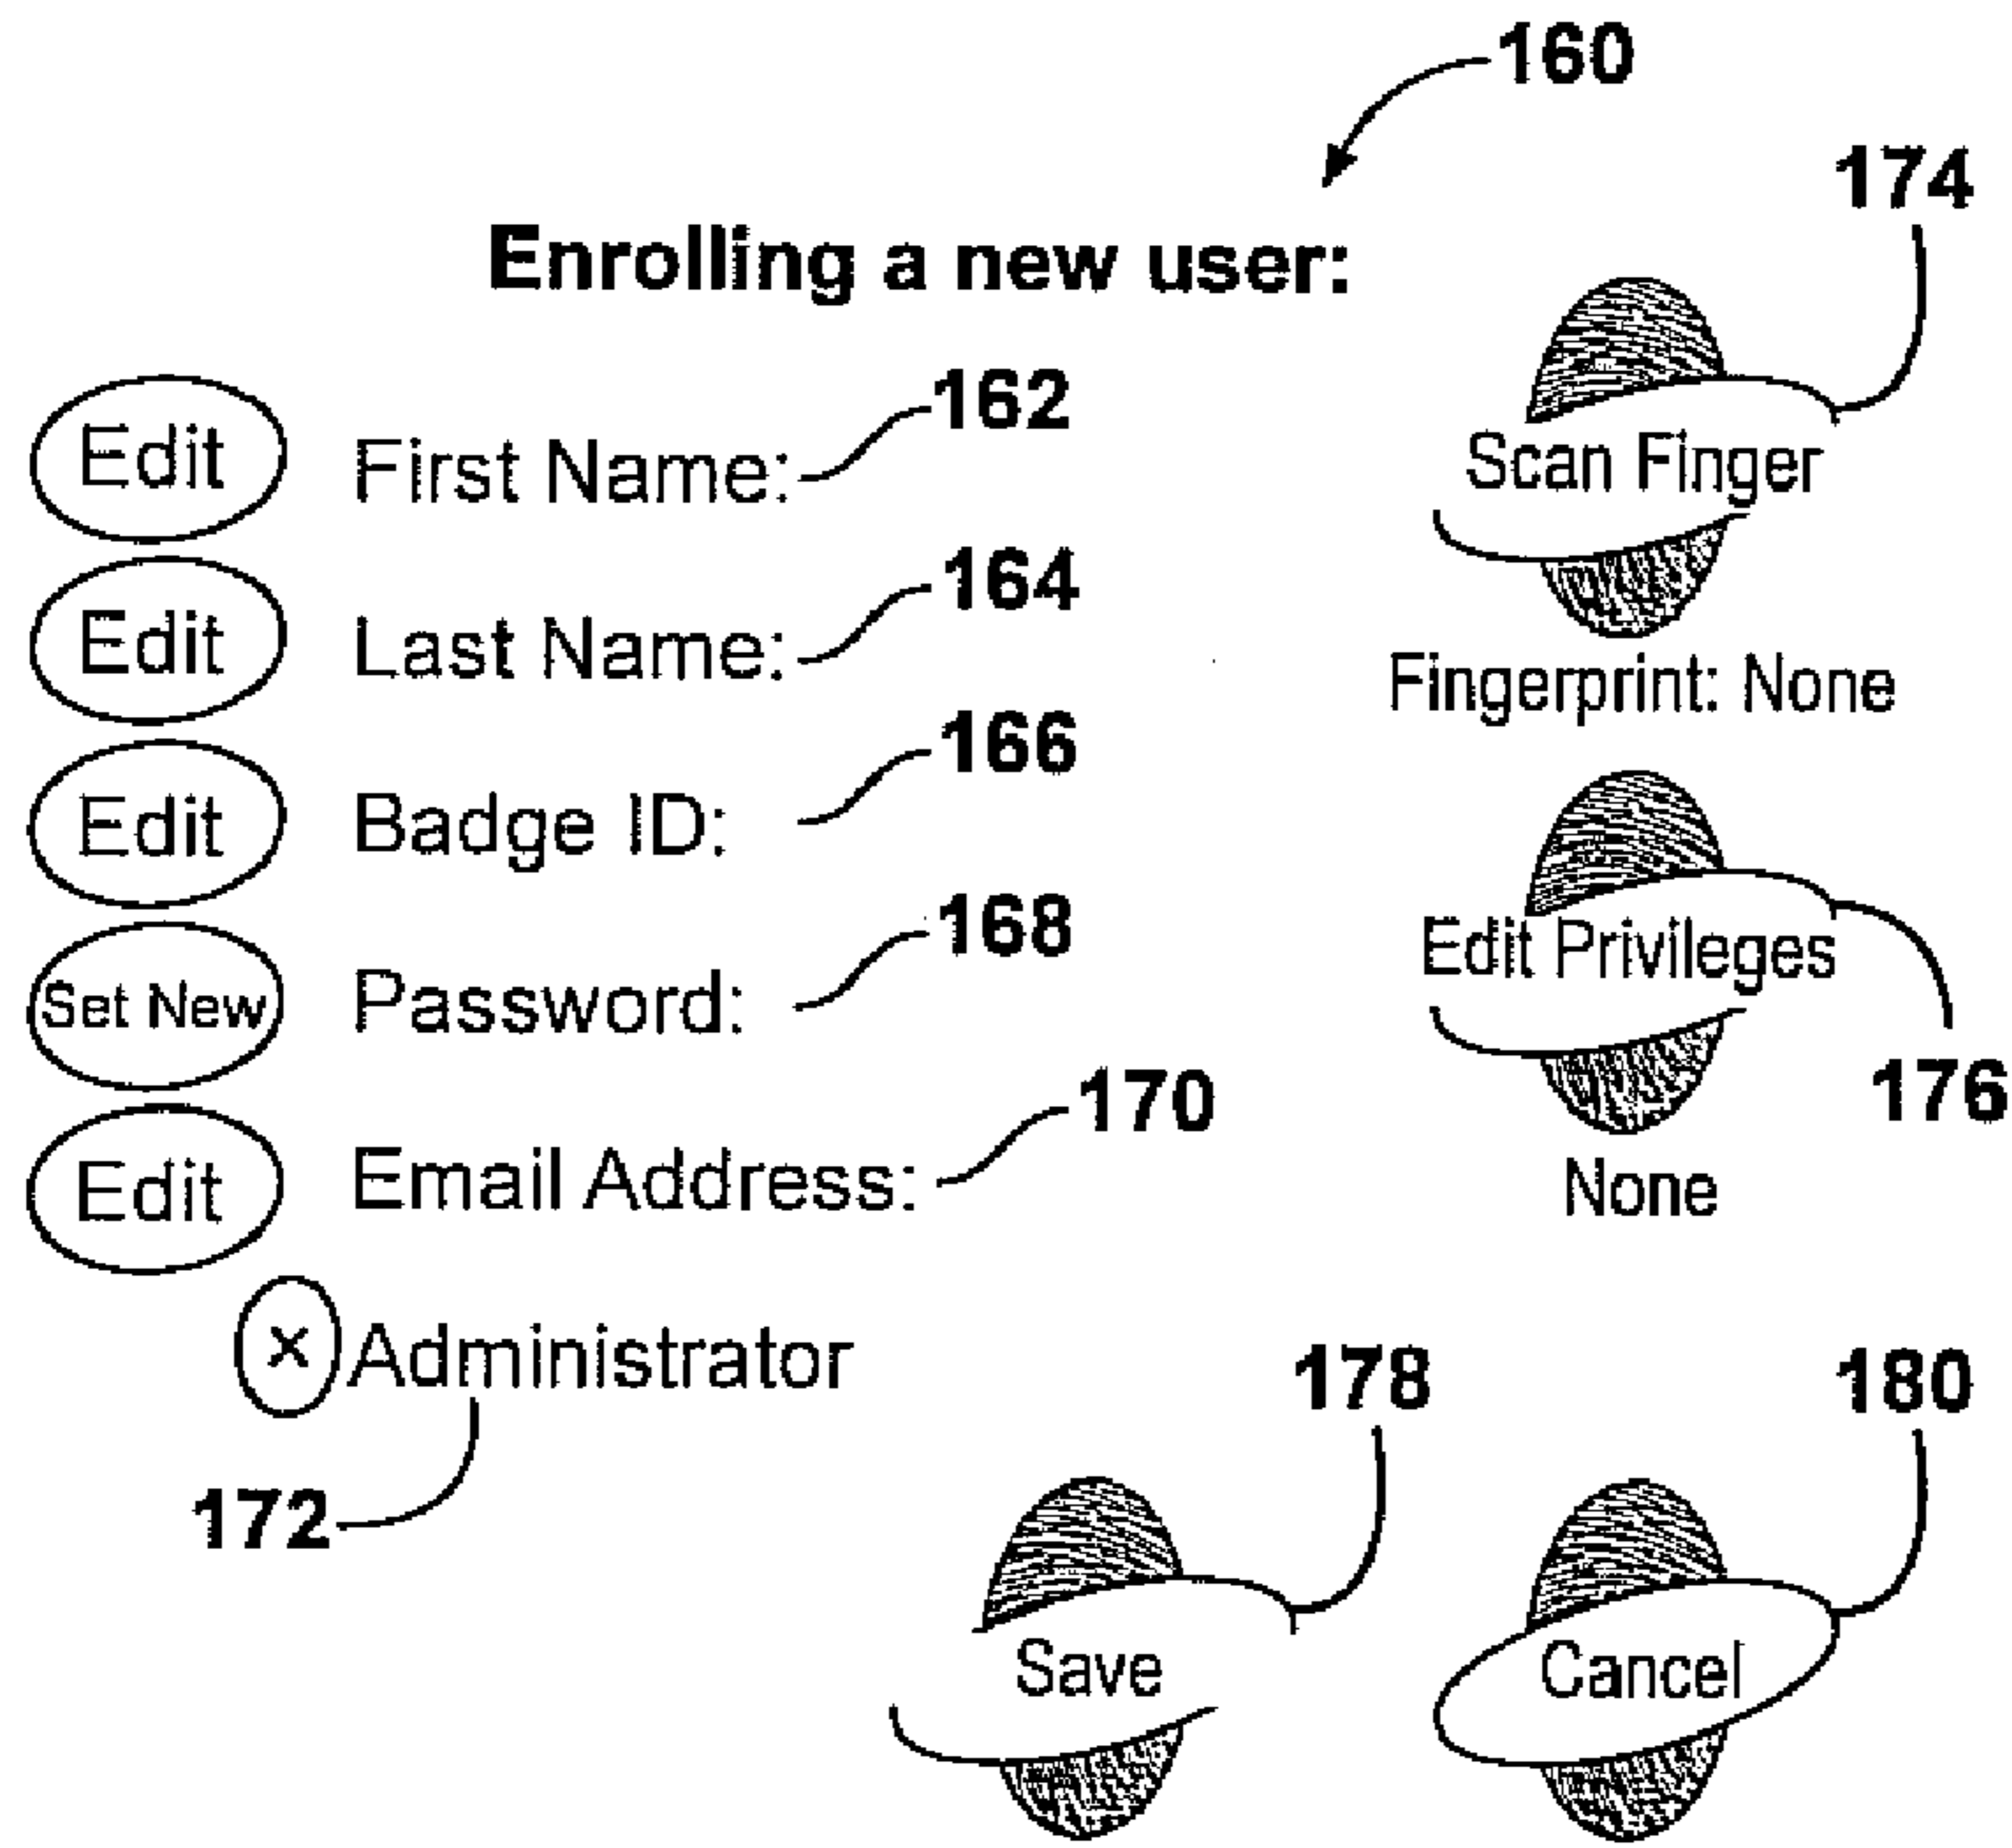 160
174
Enrolling a new user:
162
Edit First Name:
Scan Finger
164
Edit Last Name:
Fingerprint: None
166
Edit Badge ID:
168
Edit Privileges
Set New Password:
170
176
Edit Email Address:
None
X Administrator
178
180
172
Save
Cancel